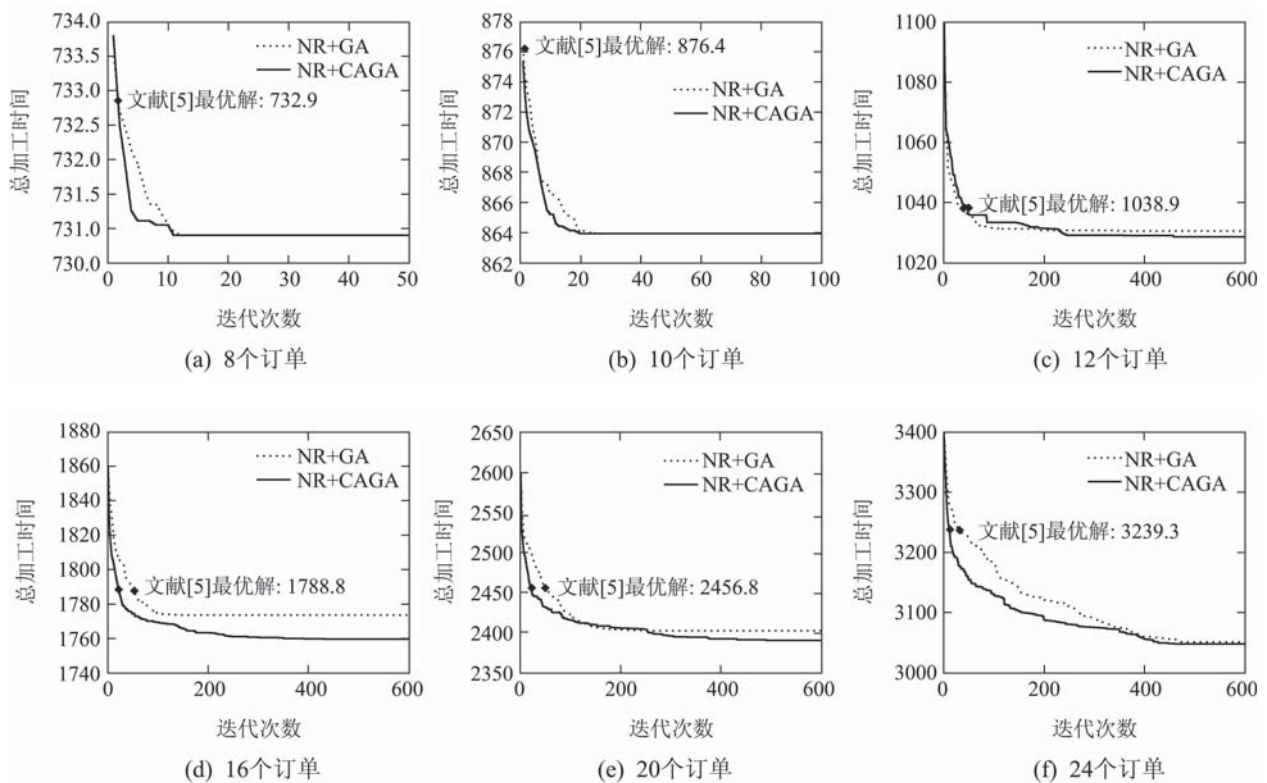 734.0
733.5
733.0
732.5
732.0
731.5
731.0
730.0
NR+GA
NR+CAGA
文献[5]最优解: 732.9
总加工时间
0 10 20 30 40 50
迭代次数
(a) 8个订单
878
876
874
872
870
868
866
864
862
文献[5]最优解: 876.4
NR+GA
NR+CAGA
总加工时间
0 20 40 60 80 100
迭代次数
(b) 10个订单
1100
1080
1060
1040
1020
NR+GA
NR+CAGA
文献[5]最优解: 1038.9
总加工时间
0 200 400 600
迭代次数
(c) 12个订单
1880
1860
1840
1820
1800
1780
1760
1740
NR+GA
NR+CAGA
文献[5]最优解: 1788.8
总加工时间
0 200 400 600
迭代次数
(d) 16个订单
2650
2600
2550
2500
2450
2400
2350
NR+GA
NR+CAGA
文献[5]最优解: 2456.8
总加工时间
0 200 400 600
迭代次数
(e) 20个订单
3400
3300
3200
3100
3000
NR+GA
NR+CAGA
文献[5]最优解: 3239.3
总加工时间
0 200 400 600
迭代次数
(f) 24个订单